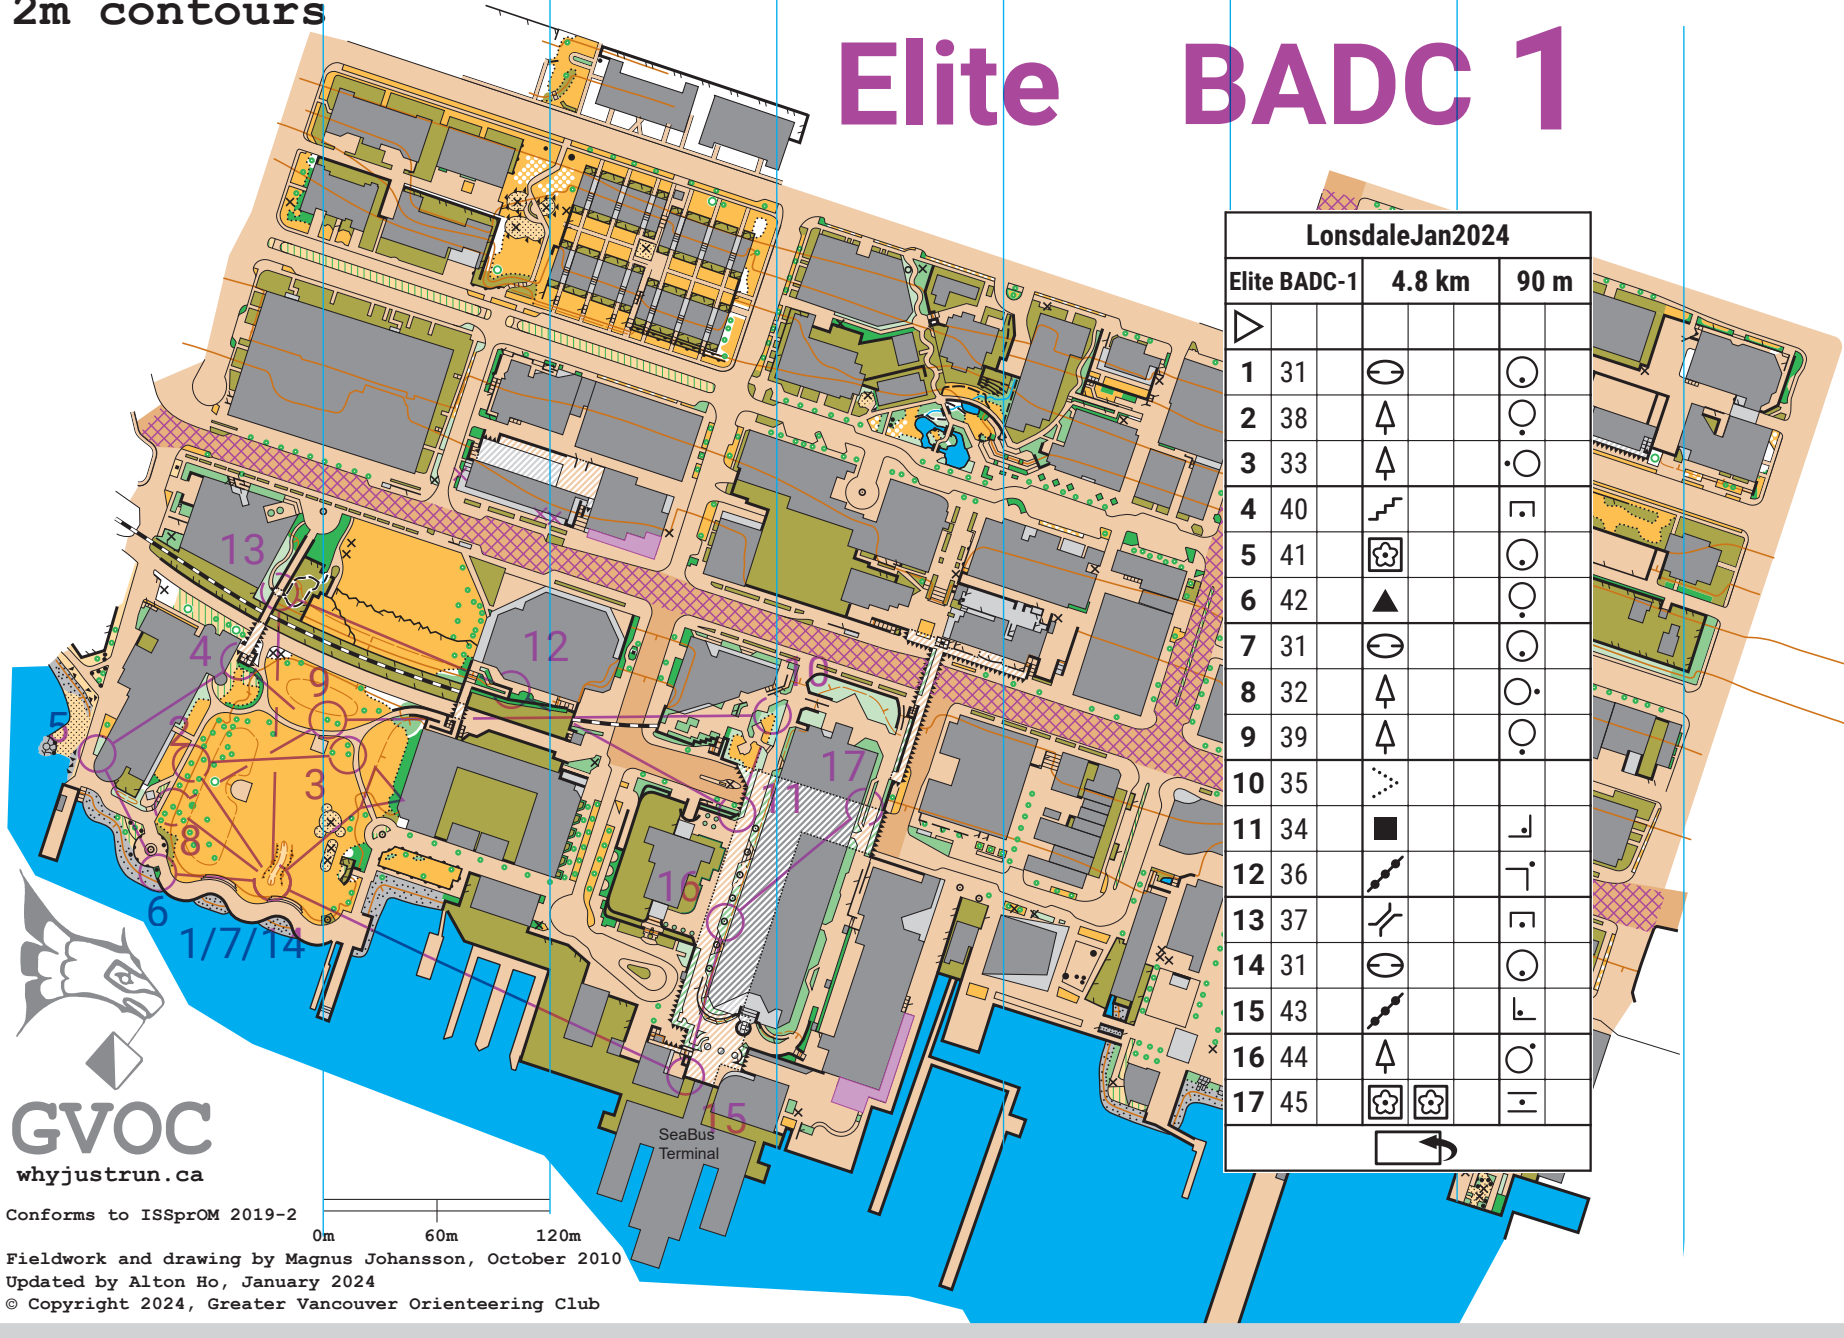 2m contours
Elite BADC 1
LonsdaleJan2024
Elite BADC-1 4.8 km 90 m
1 31
2 38
3 33
4 40
5 41
6 42
7 31
8 32
9 39
10 35
11 34
12 36
13 37
14 31
15 43
16 44
17 45
13
12
4
9
10
5
2
3
17
11
8
16
6
1/7/14
15
SeaBus
Terminal
GVOC
whyjustrun.ca
Conforms to ISSprOM 2019-2
0m 60m 120m
Fieldwork and drawing by Magnus Johansson, October 2010
Updated by Alton Ho, January 2024
© Copyright 2024, Greater Vancouver Orienteering Club